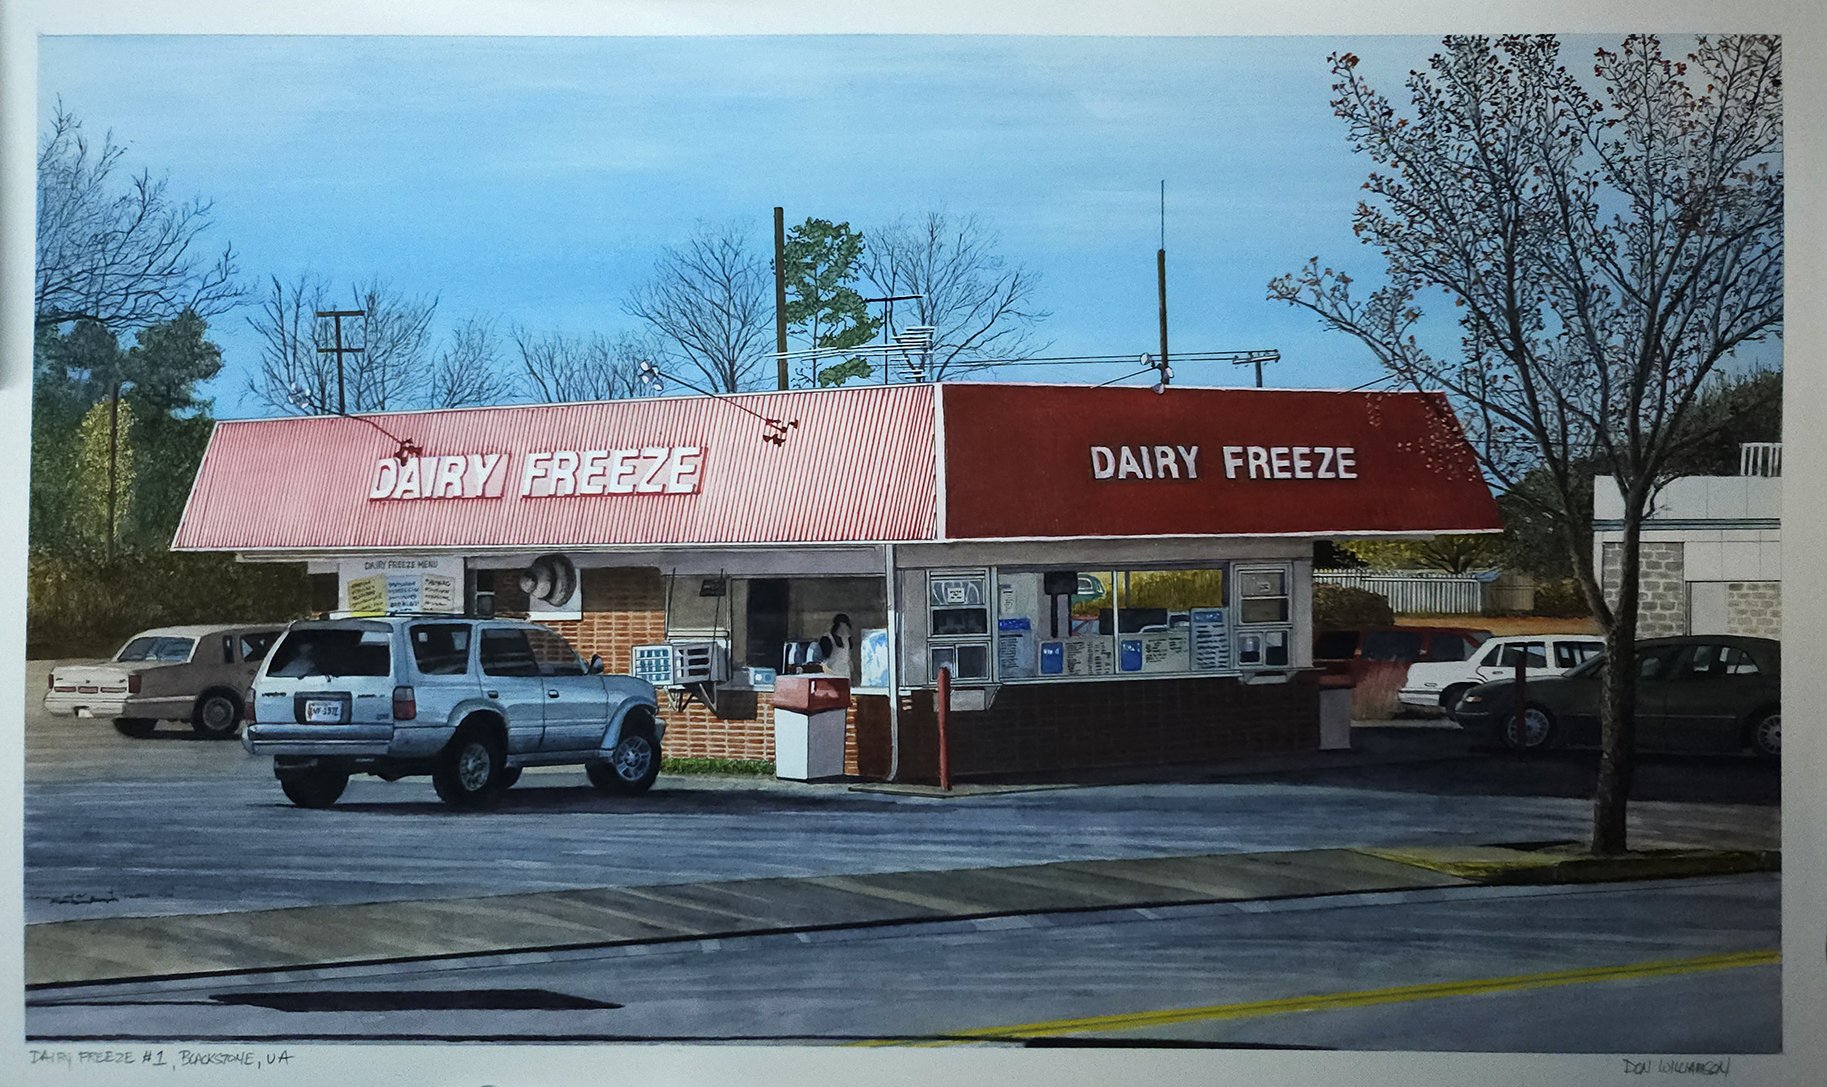 DAIRY FREEZE
DAIRY FREEZE
DAIRY FREEZE MENU
DAIRY FREEZE #1, BLACKSTONE, VA
DON WILLIAMSON